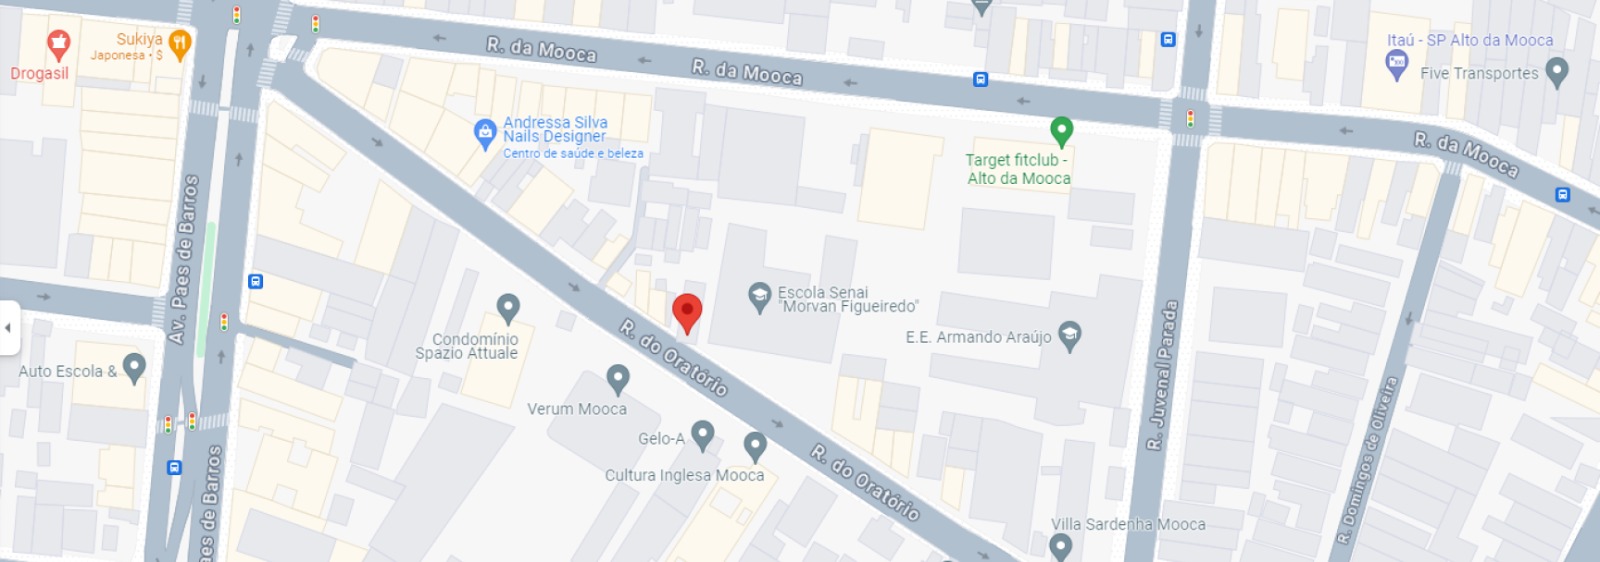 Sukiya
Japonesa • $
Drogasil
R. da Mooca
R. da Mooca
Itaú - SP Alto da Mooca
Five Transportes
R. da Mooca
Andressa Silva
Nails Designer
Centro de saúde e beleza
Target fitclub -
Alto da Mooca
Av. Paes de Barros
Escola Senai
"Morvan Figueiredo"
Condomínio
Spazio Attuale
E.E. Armando Araújo
R. do Oratório
R. Juvenal Parada
Auto Escola &
Verum Mooca
Gelo-A
Cultura Inglesa Mooca
R. do Oratório
R. Domingos de Oliveira
aes de Barros
Villa Sardenha Mooca